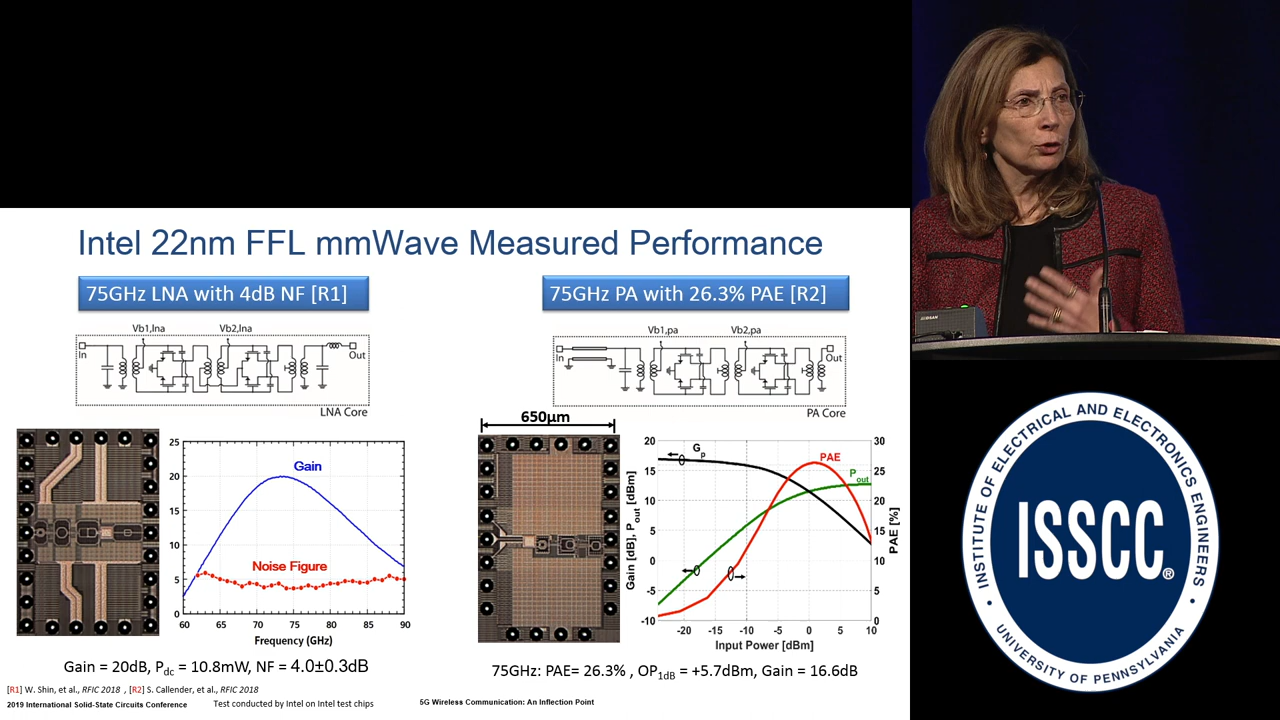 Intel 22nm FFL mmWave Measured Performance
75GHz LNA with 4dB NF [R1]
75GHz PA with 26.3% PAE [R2]
Vb1,lna
Vb2,lna
In
Out
LNA Core
Vb1,pa
Vb2,pa
In
Out
PA Core
650µm
25
20
15
10
5
0
Gain
Noise Figure
60
65
70
75
80
85
90
Frequency (GHz)
Gain [dB], Pout [dBm]
20
15
10
5
0
-5
-10
Gp
PAE
Pout
30
25
20
15
10
5
0
PAE [%]
-20
-15
-10
-5
0
5
10
Input Power [dBm]
Gain = 20dB, Pdc = 10.8mW, NF = 4.0±0.3dB
75GHz: PAE= 26.3% , OP1dB = +5.7dBm, Gain = 16.6dB
[R1] W. Shin, et al., RFIC 2018 , [R2] S. Callender, et al., RFIC 2018
2019 International Solid-State Circuits Conference
Test conducted by Intel on Intel test chips
5G Wireless Communication: An Inflection Point
INSTITUTE OF ELECTRICAL AND ELECTRONICS ENGINEERS
ISSCC®
• UNIVERSITY OF PENNSYLVANIA •